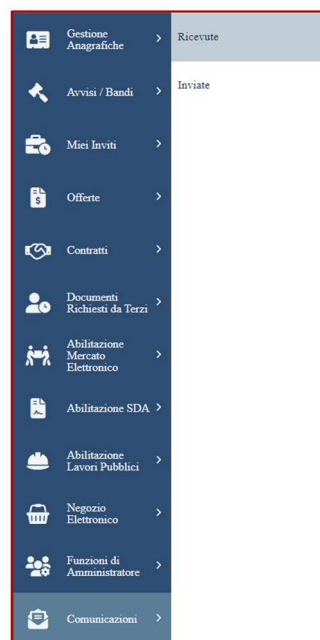 Gestione
Anagrafiche
Ricevute
Avvisi / Bandi
Inviate
Miei Inviti
Offerte
Contratti
Documenti
Richiesti da Terzi
Abilitazione
Mercato
Elettronico
Abilitazione SDA
Abilitazione
Lavori Pubblici
Negozio
Elettronico
Funzioni di
Amministratore
Comunicazioni